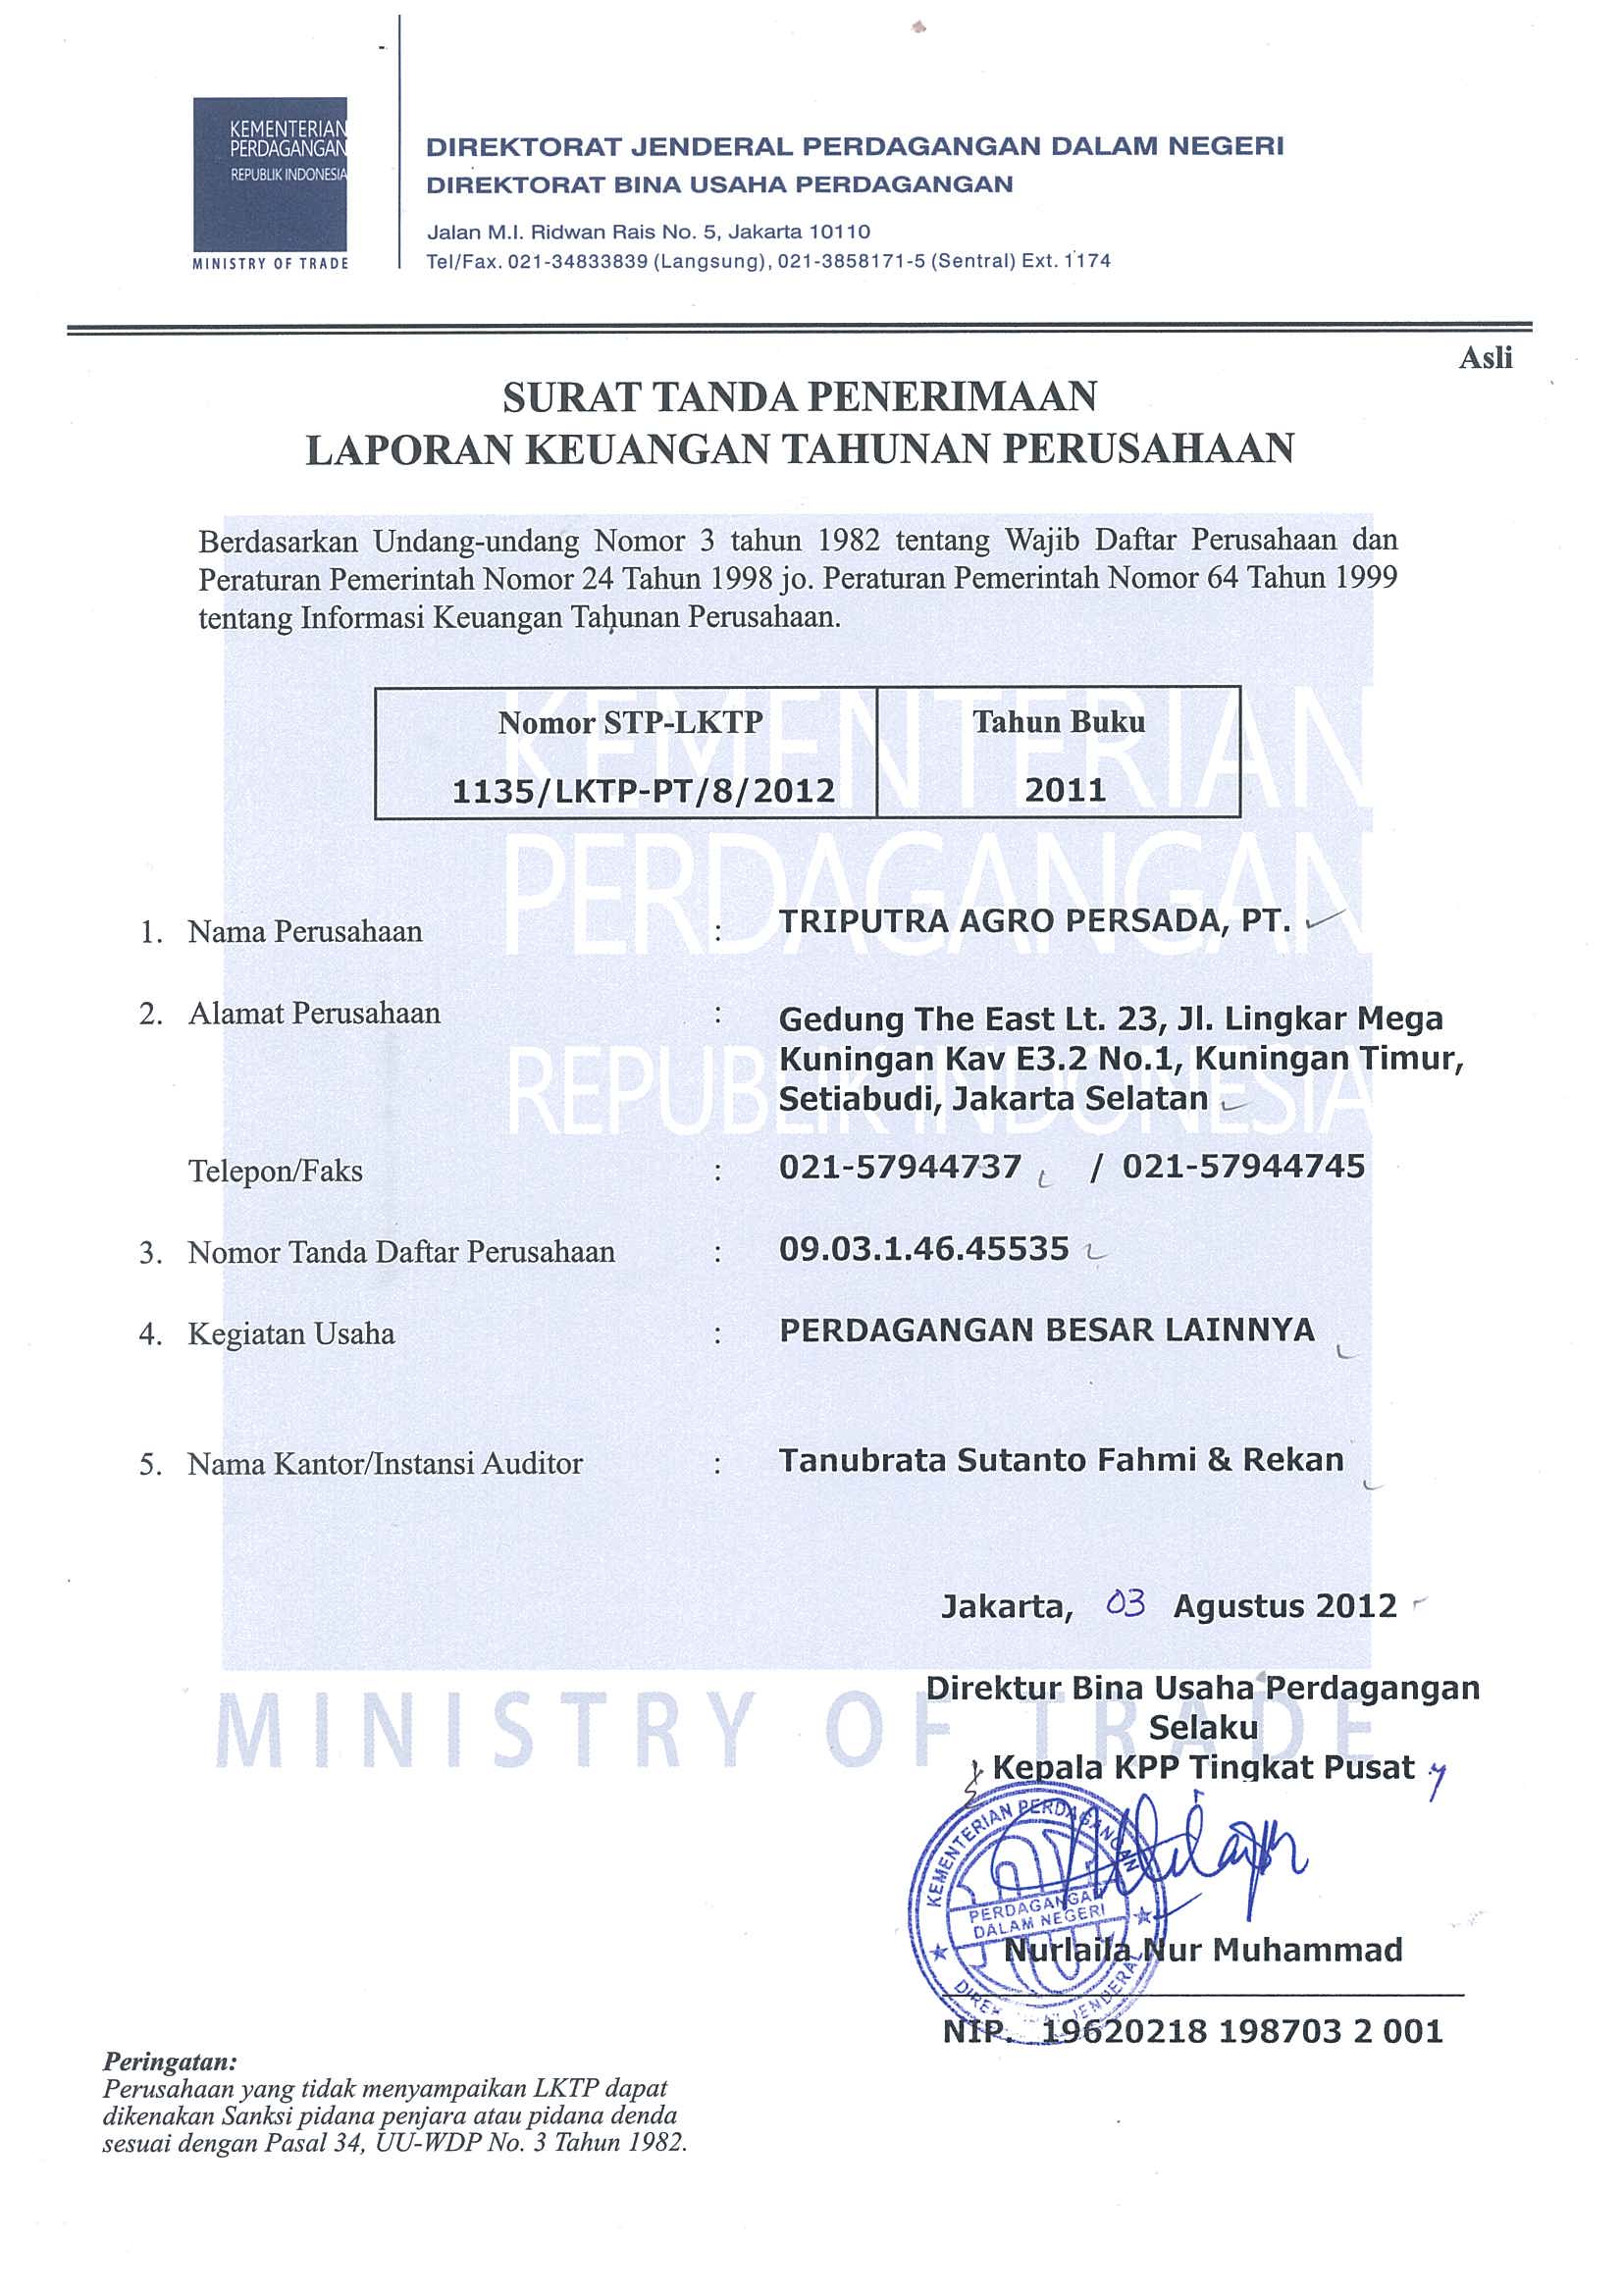 KEMENTERIAN
PERDAGANGAN
REPUBLIK INDONESIA
MINISTRY OF TRADE
DIREKTORAT JENDERAL PERDAGANGAN DALAM NEGERI
DIREKTORAT BINA USAHA PERDAGANGAN
Jalan M.I. Ridwan Rais No. 5, Jakarta 10110
Tel/Fax. 021-34833839 (Langsung), 021-3858171-5 (Sentral) Ext. 1174
Asli
SURAT TANDA PENERIMAAN
LAPORAN KEUANGAN TAHUNAN PERUSAHAAN
Berdasarkan Undang-undang Nomor 3 tahun 1982 tentang Wajib Daftar Perusahaan dan
Peraturan Pemerintah Nomor 24 Tahun 1998 jo. Peraturan Pemerintah Nomor 64 Tahun 1999
tentang Informasi Keuangan Tahunan Perusahaan.
Nomor STP-LKTP Tahun Buku
1135/LKTP-PT/8/2012 2011
KEMENTERIAN
PERDAGANGAN
REPUBLIK INDONESIA
1. Nama Perusahaan : TRIPUTRA AGRO PERSADA, PT.
2. Alamat Perusahaan : Gedung The East Lt. 23, Jl. Lingkar Mega
Kuningan Kav E3.2 No.1, Kuningan Timur,
Setiabudi, Jakarta Selatan
Telepon/Faks : 021-57944737 / 021-57944745
3. Nomor Tanda Daftar Perusahaan : 09.03.1.46.45535
4. Kegiatan Usaha : PERDAGANGAN BESAR LAINNYA
5. Nama Kantor/Instansi Auditor : Tanubrata Sutanto Fahmi & Rekan
Jakarta, 03 Agustus 2012
MINISTRY OF TRADE
Direktur Bina Usaha Perdagangan
Selaku
Kepala KPP Tingkat Pusat
KEMENTERIAN PERDAGANGAN
PERDAGANGAN
DALAM NEGERI
JENDERAL
Nurlaila Nur Muhammad
NIP. 19620218 198703 2 001
Peringatan:
Perusahaan yang tidak menyampaikan LKTP dapat
dikenakan Sanksi pidana penjara atau pidana denda
sesuai dengan Pasal 34, UU-WDP No. 3 Tahun 1982.